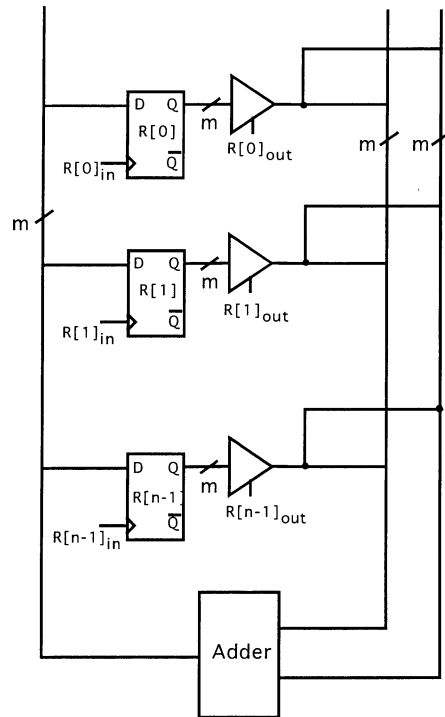 D Q
R[0]
Q̅
m
R[0]in
R[0]out
m
m
m
D Q
R[1]
Q̅
m
R[1]in
R[1]out
D Q
R[n-1]
Q̅
m
R[n-1]in
R[n-1]out
Adder